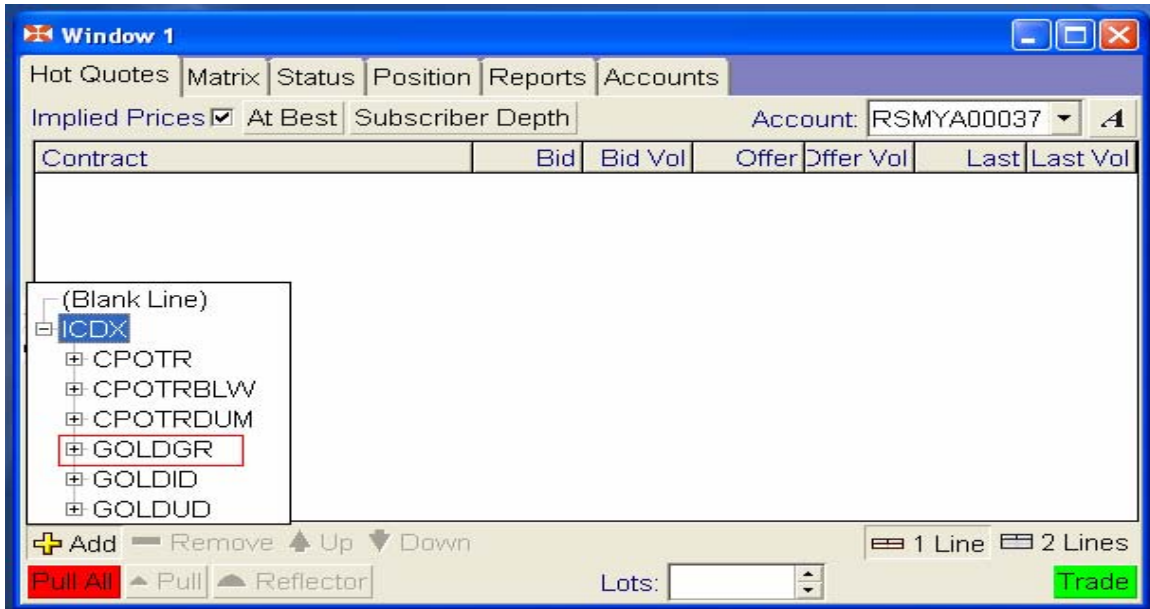 Window 1
Hot Quotes Matrix Status Position Reports Accounts
Implied Prices At Best Subscriber Depth Account: RSMYA00037 A
Contract Bid Bid Vol Offer Offer Vol Last Last Vol
(Blank Line)
ICDX
CPOTR
CPOTRBLW
CPOTRDUM
GOLDGR
GOLDID
GOLDUD
Add Remove Up Down 1 Line 2 Lines
Pull All Pull Reflector Lots: Trade